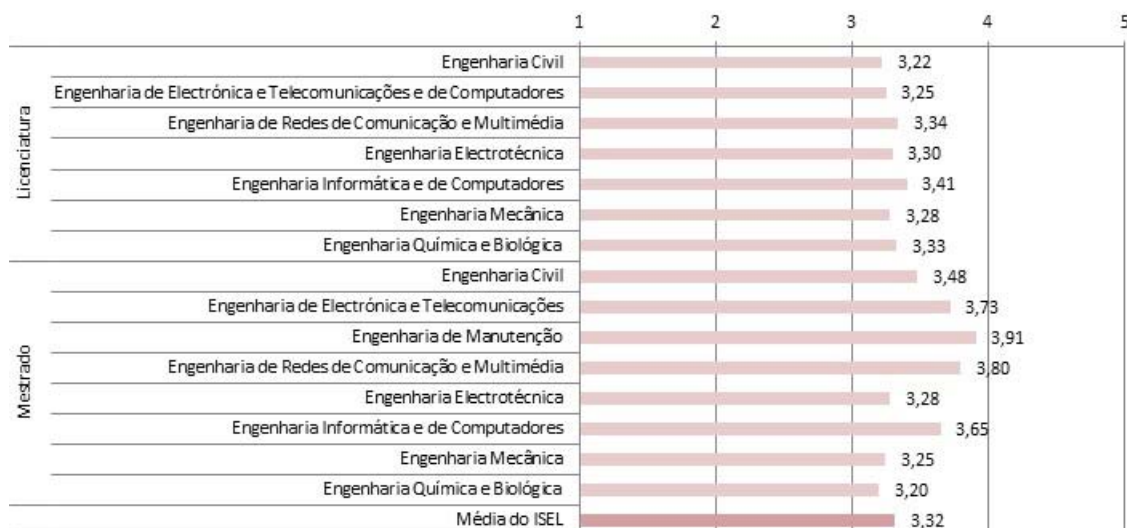 1 2 3 4 5
Licenciatura
Engenharia Civil 3,22
Engenharia de Electrónica e Telecomunicações e de Computadores 3,25
Engenharia de Redes de Comunicação e Multimédia 3,34
Engenharia Electrotécnica 3,30
Engenharia Informática e de Computadores 3,41
Engenharia Mecânica 3,28
Engenharia Química e Biológica 3,33
Mestrado
Engenharia Civil 3,48
Engenharia de Electrónica e Telecomunicações 3,73
Engenharia de Manutenção 3,91
Engenharia de Redes de Comunicação e Multimédia 3,80
Engenharia Electrotécnica 3,28
Engenharia Informática e de Computadores 3,65
Engenharia Mecânica 3,25
Engenharia Química e Biológica 3,20
Média do ISEL 3,32